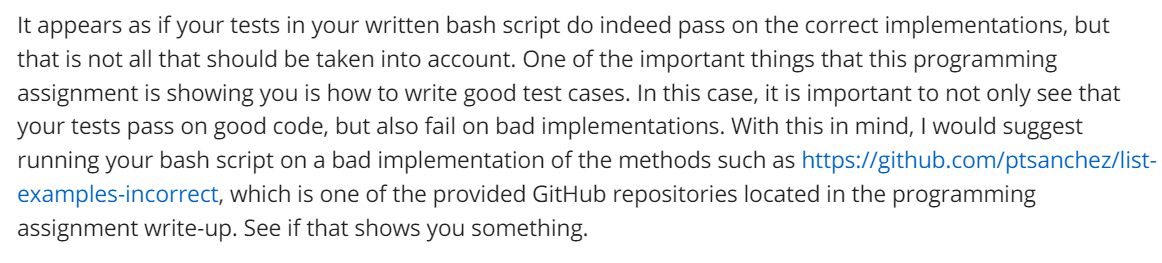 It appears as if your tests in your written bash script do indeed pass on the correct implementations, but
that is not all that should be taken into account. One of the important things that this programming
assignment is showing you is how to write good test cases. In this case, it is important to not only see that
your tests pass on good code, but also fail on bad implementations. With this in mind, I would suggest
running your bash script on a bad implementation of the methods such as https://github.com/ptsanchez/list-
examples-incorrect, which is one of the provided GitHub repositories located in the programming
assignment write-up. See if that shows you something.